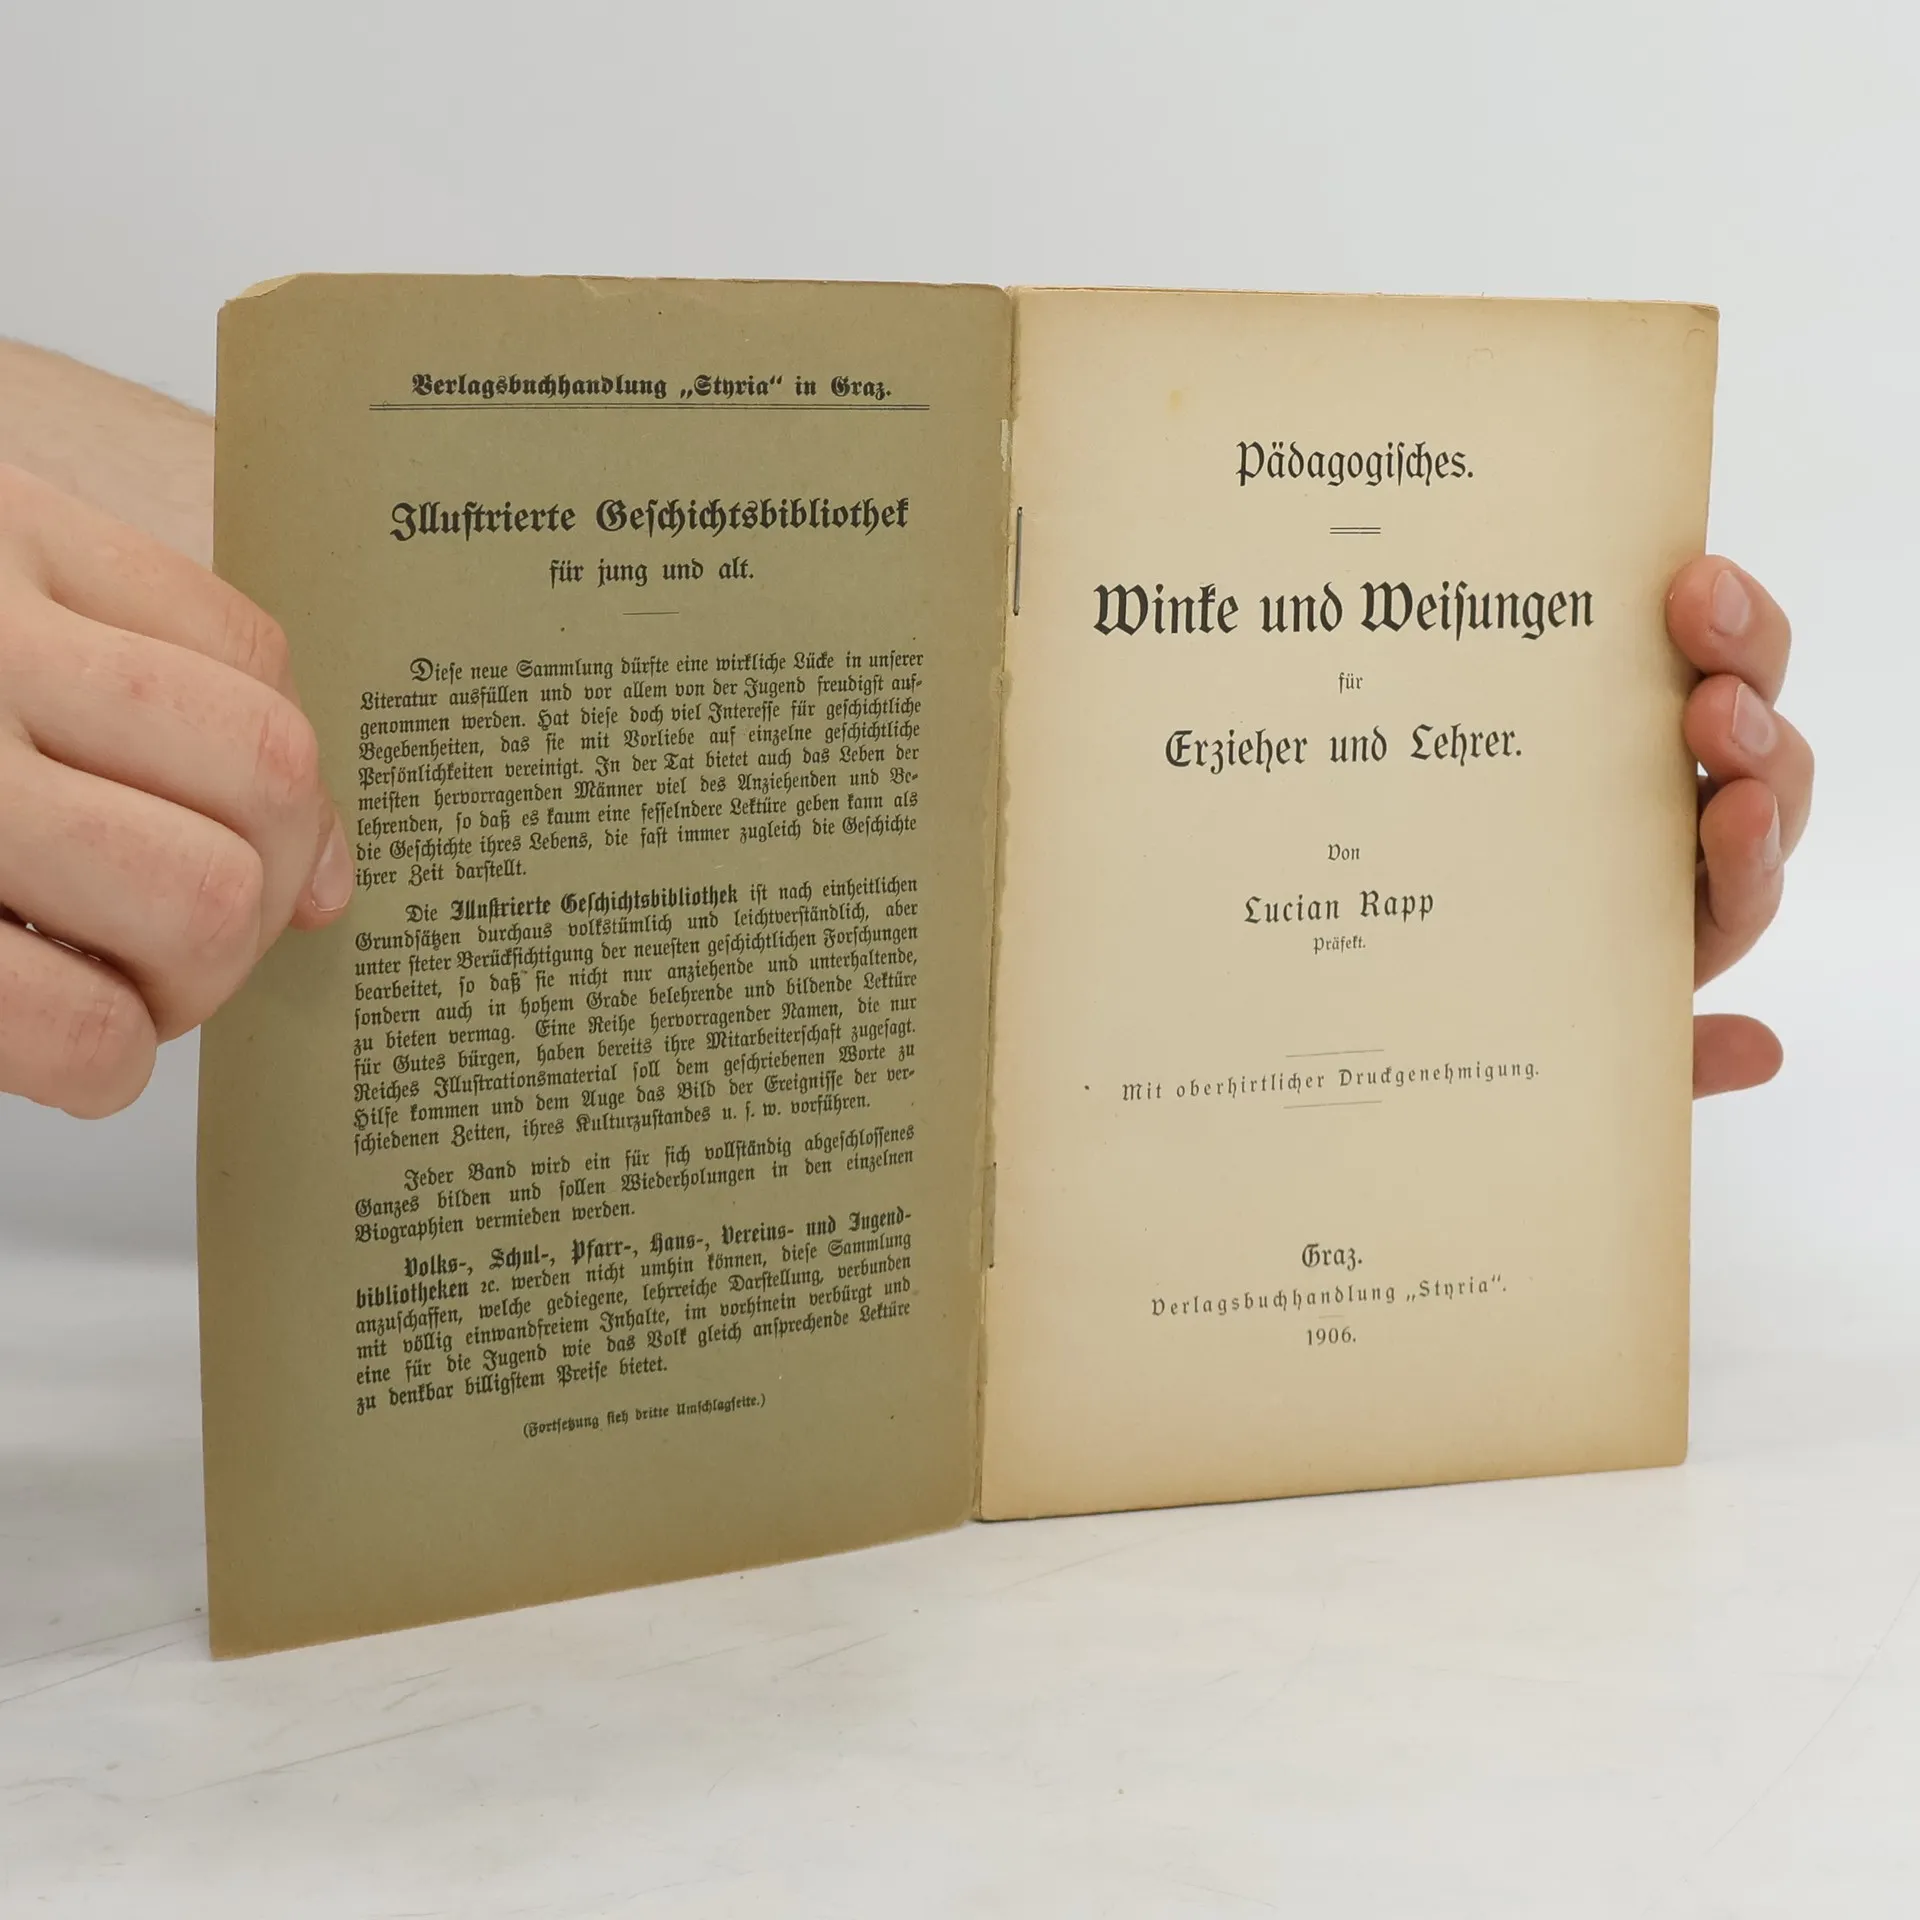 Verlagsbuchhandlung „Styria“ in Graz.
Illustrierte Geschichtsbibliothek
für jung und alt.
Diese neue Sammlung dürfte eine wirkliche Lücke in unserer
Literatur ausfüllen und vor allem von der Jugend freudigst auf-
genommen werden. Hat diese doch viel Interesse für geschichtliche
Begebenheiten, das sie mit Vorliebe auf einzelne geschichtliche
Persönlichkeiten vereinigt. In der Tat bietet auch das Leben der
meisten hervorragenden Männer viel des Anziehenden und Be-
lehrenden, so daß es kaum eine fesselndere Lektüre geben kann als
die Geschichte ihres Lebens, die fast immer zugleich die Geschichte
ihrer Zeit darstellt.
Die Illustrierte Geschichtsbibliothek ist nach einheitlichen
Grundsätzen durchaus volkstümlich und leichtverständlich, aber
unter steter Berücksichtigung der neuesten geschichtlichen Forschungen
bearbeitet, so daß sie nicht nur anziehende und unterhaltende,
sondern auch in hohem Grade belehrende und bildende Lektüre
zu bieten vermag. Eine Reihe hervorragender Namen, die nur
für Gutes bürgen, haben bereits ihre Mitarbeiterschaft zugesagt.
Reiches Illustrationsmaterial soll dem geschriebenen Worte zu
Hilfe kommen und dem Auge das Bild der Ereignisse der ver-
schiedenen Zeiten, ihres Kulturzustandes u. s. w. vorführen.
Jeder Band wird ein für sich vollständig abgeschlossenes
Ganzes bilden und sollen Wiederholungen in den einzelnen
Biographien vermieden werden.
Volks-, Schul-, Pfarr-, Haus-, Vereins- und Jugend-
bibliotheken ꝛc. werden nicht umhin können, diese Sammlung
anzuschaffen, welche gediegene, lehrreiche Darstellung, verbunden
mit völlig einwandfreiem Inhalte, im vorhinein verbürgt und
eine für die Jugend wie das Volk gleich ansprechende Lektüre
zu denkbar billigstem Preise bietet.
(Fortsetzung sieh dritte Umschlagseite.)
Pädagogisches.
Winke und Weisungen
für
Erzieher und Lehrer.
Von
Lucian Rapp
Präfekt.
Mit oberhirtlicher Druckgenehmigung.
Graz.
Verlagsbuchhandlung „Styria“.
1906.